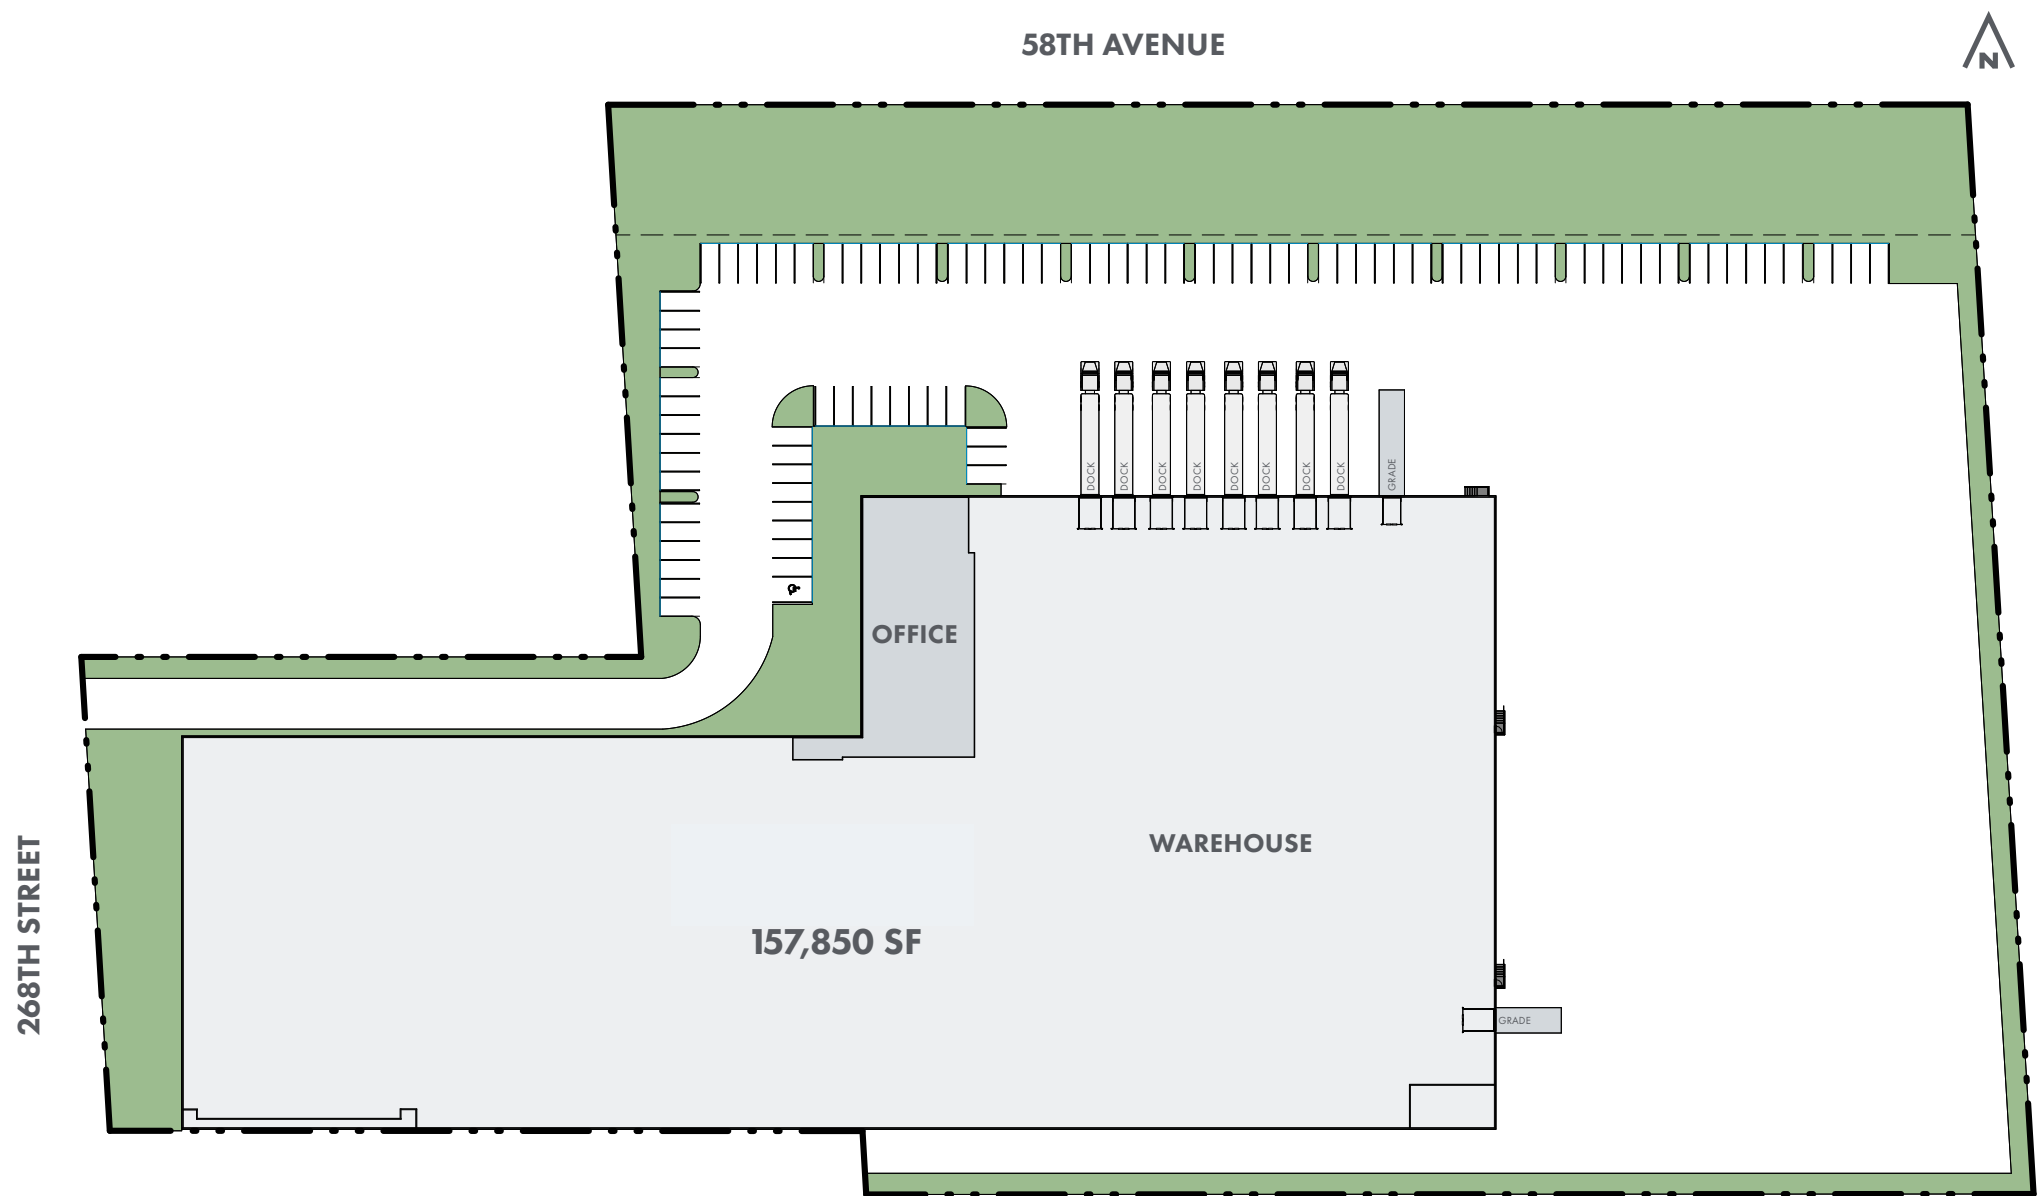 58TH AVENUE
N
DOCK
DOCK
DOCK
DOCK
DOCK
DOCK
DOCK
DOCK
GRADE
OFFICE
WAREHOUSE
268TH STREET
157,850 SF
GRADE